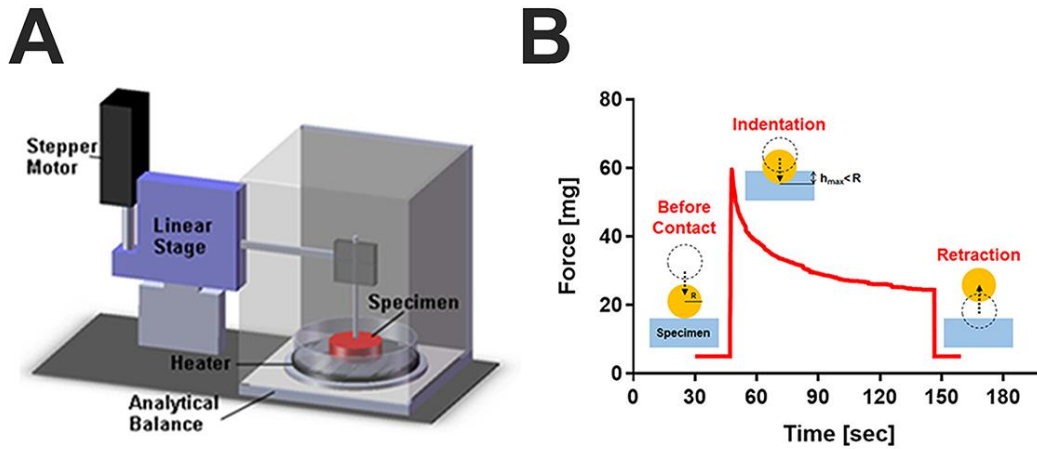 A
Stepper
Motor
Linear
Stage
Specimen
Heater
Analytical
Balance
B
Force [mg]
80
60
40
20
0
Indentation
hmax<R
Before
Contact
R
Specimen
Retraction
0 30 60 90 120 150 180
Time [sec]